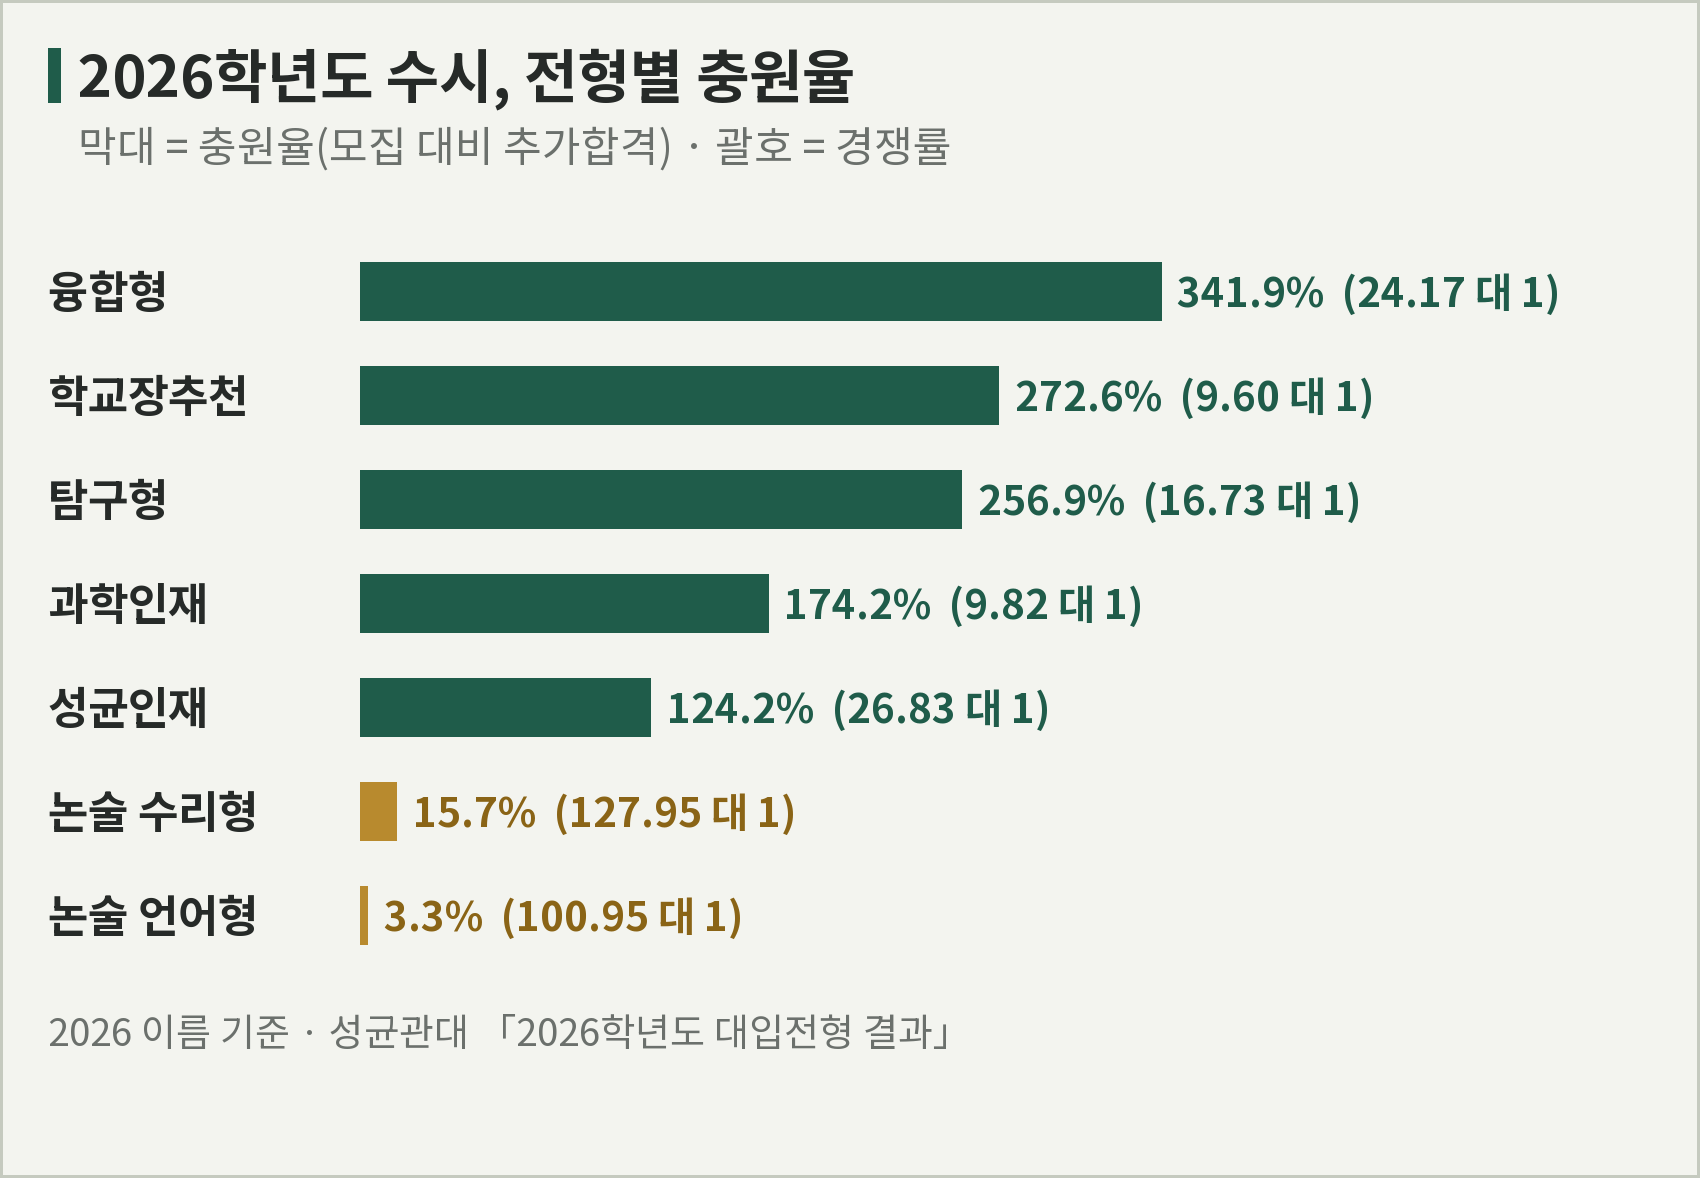 2026학년도 수시, 전형별 충원율
막대 = 충원율(모집 대비 추가합격) · 괄호 = 경쟁률
융합형 341.9% (24.17 대 1)
학교장추천 272.6% (9.60 대 1)
탐구형 256.9% (16.73 대 1)
과학인재 174.2% (9.82 대 1)
성균인재 124.2% (26.83 대 1)
논술 수리형 15.7% (127.95 대 1)
논술 언어형 3.3% (100.95 대 1)
2026 이름 기준 · 성균관대 「2026학년도 대입전형 결과」